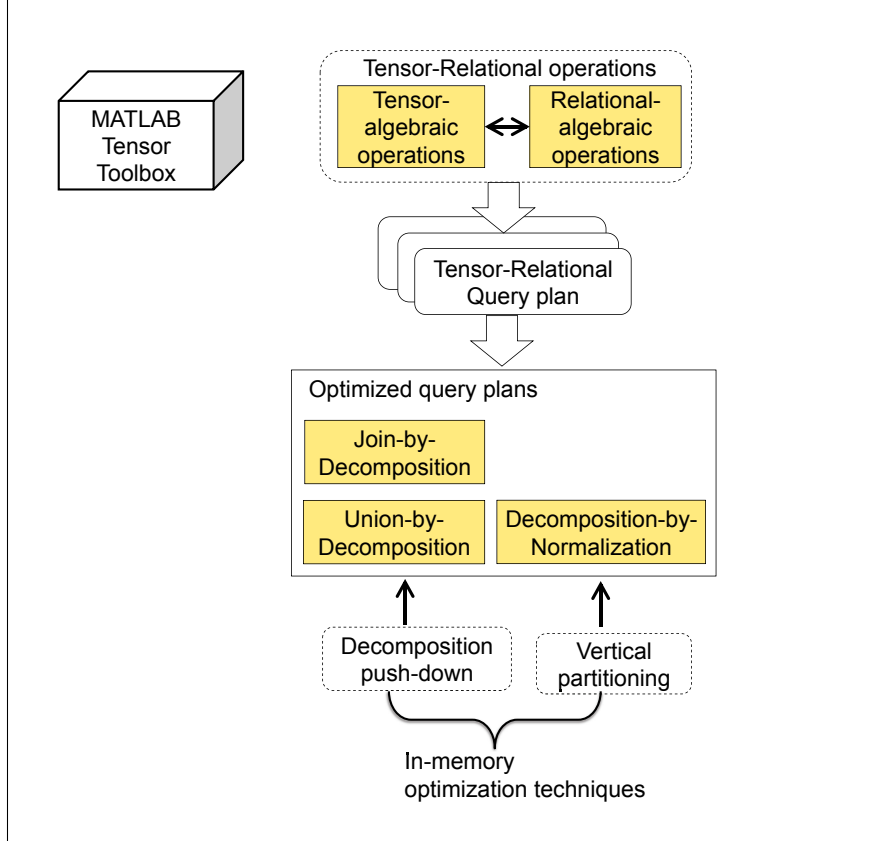 MATLAB
Tensor
Toolbox
Tensor-Relational operations
Tensor-
algebraic
operations
Relational-
algebraic
operations
Tensor-Relational
Query plan
Optimized query plans
Join-by-
Decomposition
Union-by-
Decomposition
Decomposition-by-
Normalization
Decomposition
push-down
Vertical
partitioning
In-memory
optimization techniques